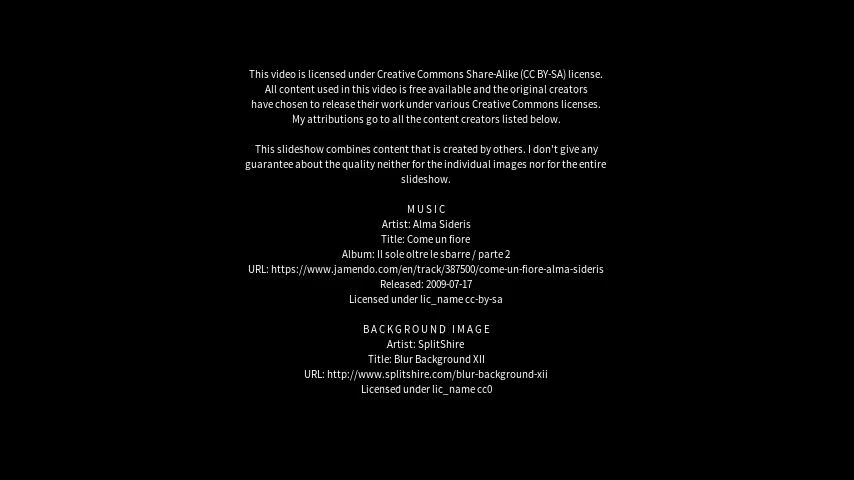 This video is licensed under Creative Commons Share-Alike (CC BY-SA) license.
All content used in this video is free available and the original creators
have chosen to release their work under various Creative Commons licenses.
My attributions go to all the content creators listed below.
This slideshow combines content that is created by others. I don't give any
guarantee about the quality neither for the individual images nor for the entire
slideshow.
MUSIC
Artist: Alma Sideris
Title: Come un fiore
Album: Il sole oltre le sbarre / parte 2
URL: https://www.jamendo.com/en/track/387500/come-un-fiore-alma-sideris
Released: 2009-07-17
Licensed under lic_name cc-by-sa
BACKGROUND IMAGE
Artist: SplitShire
Title: Blur Background XII
URL: http://www.splitshire.com/blur-background-xii
Licensed under lic_name cc0